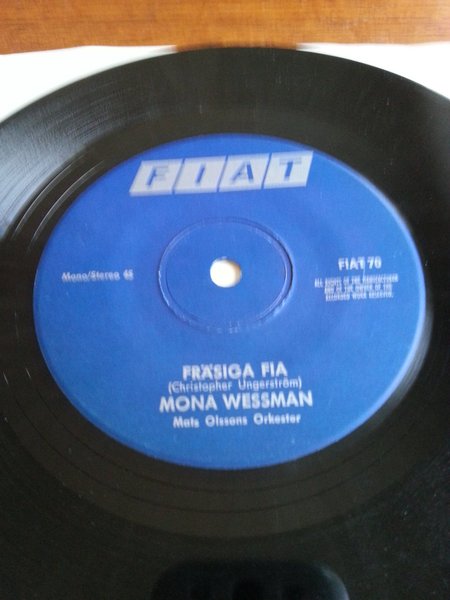 FIAT
Mono/Stereo 45
FIAT 70
ALL RIGHTS OF THE MANUFACTURER
AND OF THE OWNER OF THE
RECORDED WORK RESERVED.
FRÄSIGA FIA
(Christopher Ungerström)
MONA WESSMAN
Mats Olssons Orkester